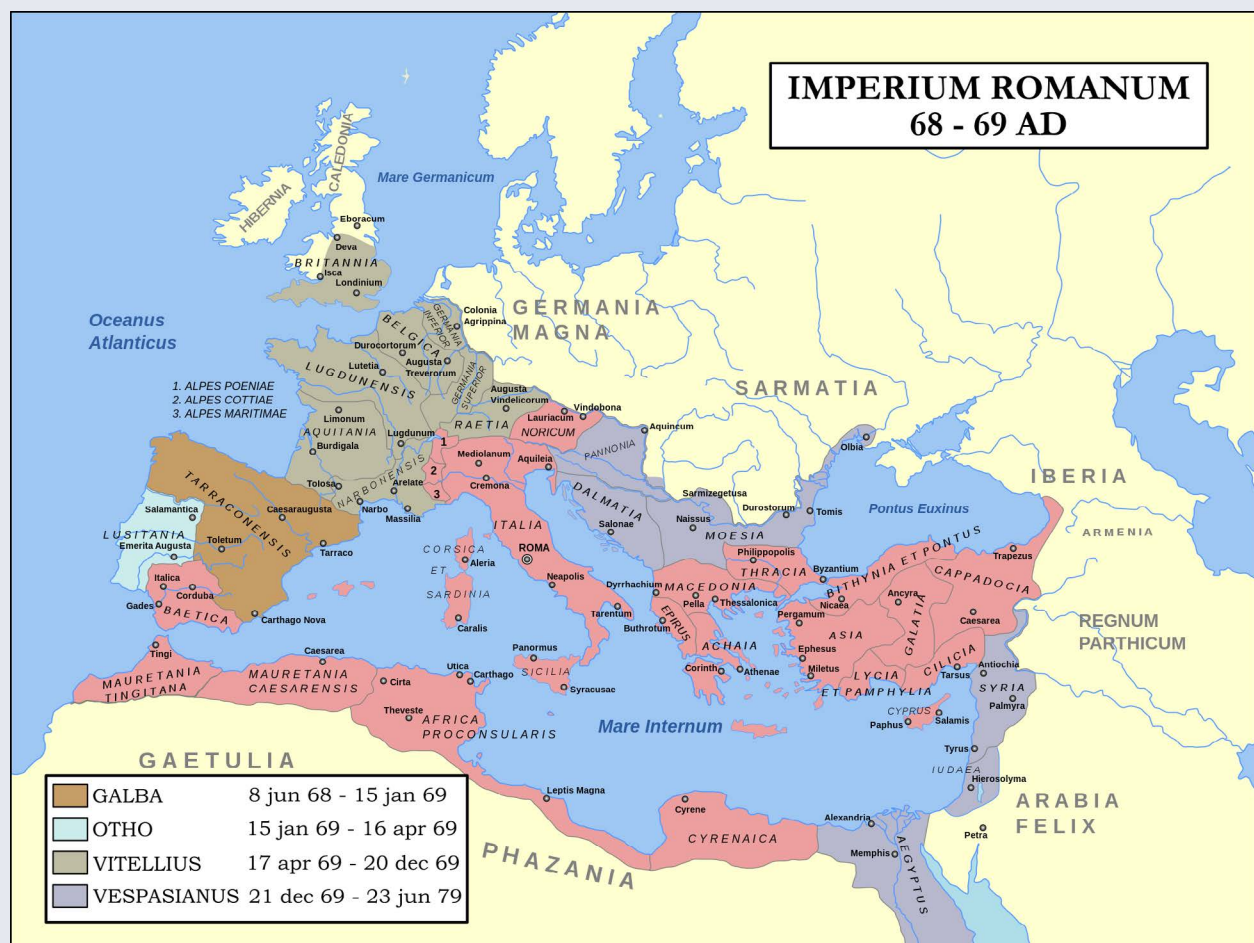 IMPERIUM ROMANUM
68 - 69 AD
CALEDONIA
HIBERNIA
Mare Germanicum
Eboracum
Deva
BRITANNIA
Isca
Londinium
Oceanus
Atlanticus
GERMANIA
MAGNA
SARMATIA
Colonia
Agrippina
GERMANIA
INFERIOR
BELGICA
Durocortorum
Augusta
Treverorum
Lutetia
LUGDUNENSIS
GERMANIA
SUPERIOR
1. ALPES POENIAE
2. ALPES COTTIAE
3. ALPES MARITIMAE
Augusta
Vindelicorum
Limonum
AQUITANIA
Lugdunum
Burdigala
RAETIA
Lauriacum
Vindobona
NORICUM
Aquincum
PANNONIA
Olbia
1
2
3
Mediolanum
Aquileia
Cremona
NARBONENSIS
Tolosa
Arelate
Narbo
Massilia
TARRACONENSIS
Salamantica
Caesaraugusta
LUSITANIA
Toletum
Emerita Augusta
Tarraco
Italica
Corduba
Gades
BAETICA
Carthago Nova
ITALIA
CORSICA
ET
SARDINIA
Aleria
ROMA
Neapolis
Tarentum
Caralis
DALMATIA
Salonae
Sarmizegetusa
Durostorum
Tomis
Naissus
MOESIA
Pontus Euxinus
IBERIA
ARMENIA
Philippopolis
THRACIA
Byzantium
BITHYNIA ET PONTUS
Trapezus
CAPPADOCIA
Dyrrhachium
MACEDONIA
Pella
Thessalonica
Nicaea
Ancyra
Pergamum
GALATIA
Caesarea
Buthrotum
EPIRUS
ASIA
REGNUM
PARTHICUM
ACHAIA
Ephesus
Corinth
Athenae
Miletus
LYCIA
ET PAMPHYLIA
CILICIA
Tarsus
Antiochia
SYRIA
Palmyra
CYPRUS
Paphus
Salamis
Tyrus
IUDAEA
Hierosolyma
ARABIA
FELIX
Petra
Tingi
MAURETANIA
TINGITANA
Caesarea
MAURETANIA
CAESARENSIS
Cirta
Utica
Carthago
Panormus
SICILIA
Syracusae
Theveste
AFRICA
PROCONSULARIS
Mare Internum
GAETULIA
Leptis Magna
Cyrene
CYRENAICA
Alexandria
Memphis
AEGYPTUS
PHAZANIA
GALBA 8 jun 68 - 15 jan 69
OTHO 15 jan 69 - 16 apr 69
VITELLIUS 17 apr 69 - 20 dec 69
VESPASIANUS 21 dec 69 - 23 jun 79